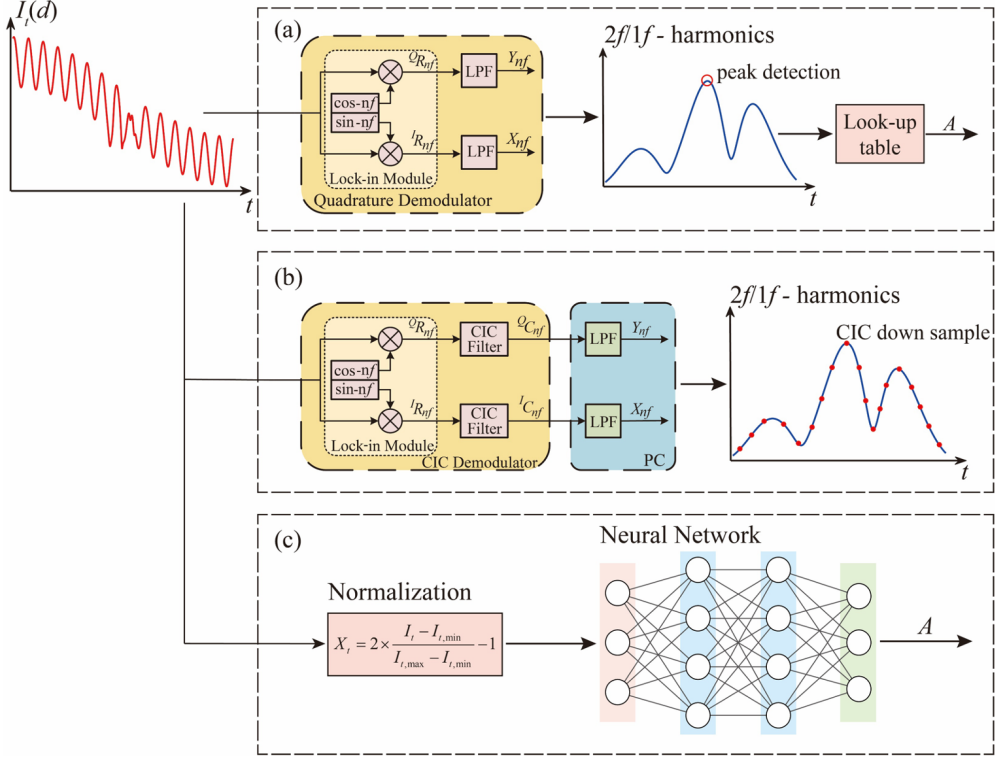 I_t(d)
t
(a)
cos-nf
sin-nf
Lock-in Module
^Q R_nf
^I R_nf
LPF
LPF
Y_nf
X_nf
Quadrature Demodulator
2f/1f - harmonics
peak detection
t
Look-up
table
A
(b)
cos-nf
sin-nf
Lock-in Module
^Q R_nf
^I R_nf
CIC
Filter
CIC
Filter
^Q C_nf
^I C_nf
CIC Demodulator
LPF
LPF
Y_nf
X_nf
PC
2f/1f - harmonics
CIC down sample
t
(c)
Normalization
X_t = 2 × (I_t − I_t,min) / (I_t,max − I_t,min) − 1
Neural Network
A